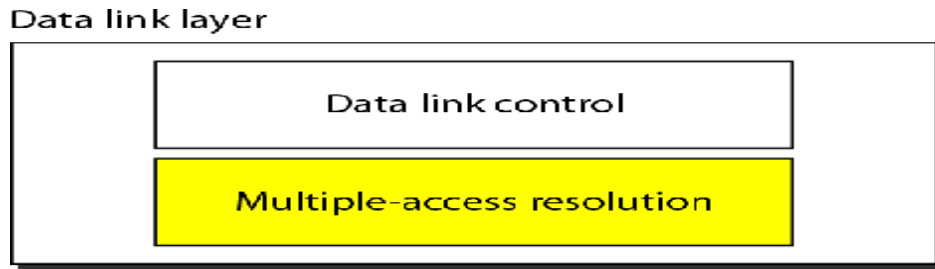 Data link layer
Data link control
Multiple-access resolution